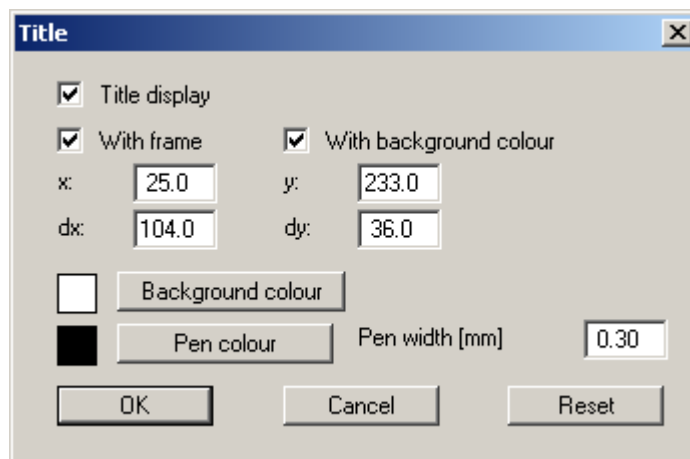 Title
Title display
With frame With background colour
x: 25.0 y: 233.0
dx: 104.0 dy: 36.0
Background colour
Pen colour Pen width [mm] 0.30
OK Cancel Reset